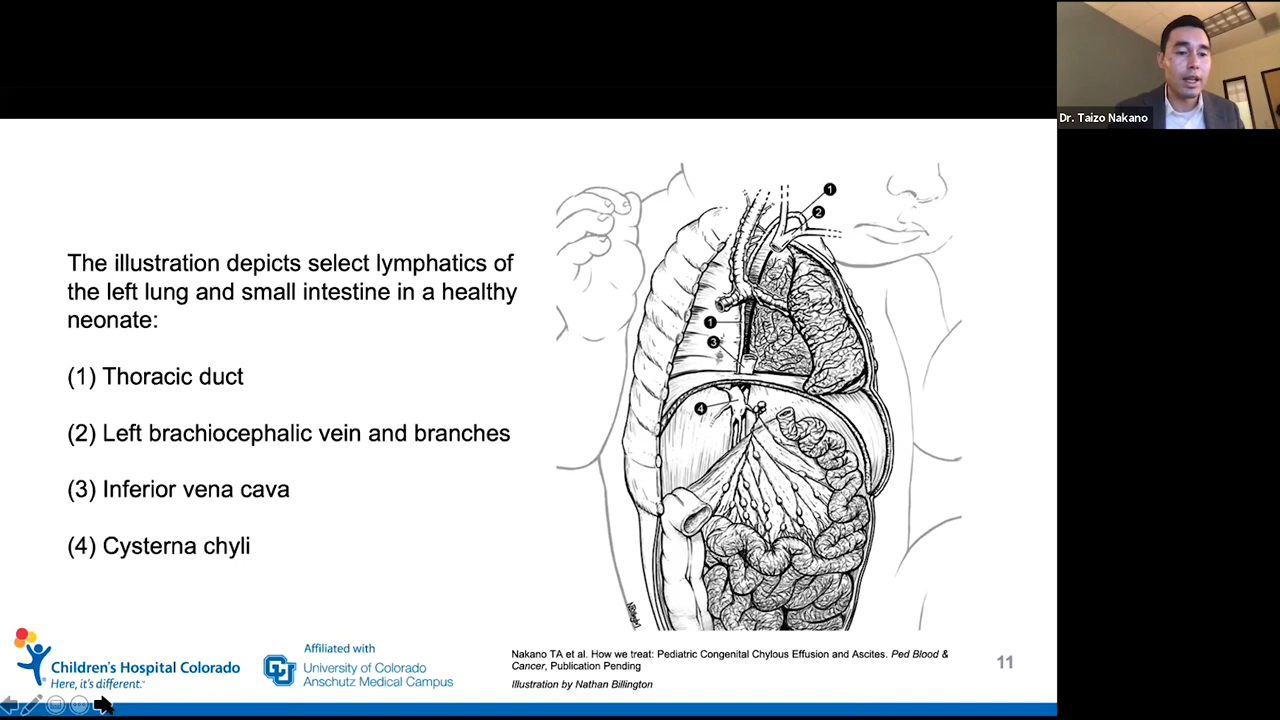 Dr. Taizo Nakano
The illustration depicts select lymphatics of
the left lung and small intestine in a healthy
neonate:
(1) Thoracic duct
(2) Left brachiocephalic vein and branches
(3) Inferior vena cava
(4) Cysterna chyli
1
2
1
3
4
Children's Hospital Colorado
Here, it's different.™
Affiliated with
CU
University of Colorado
Anschutz Medical Campus
Nakano TA et al. How we treat: Pediatric Congenital Chylous Effusion and Ascites. Ped Blood &
Cancer, Publication Pending
Illustration by Nathan Billington
11